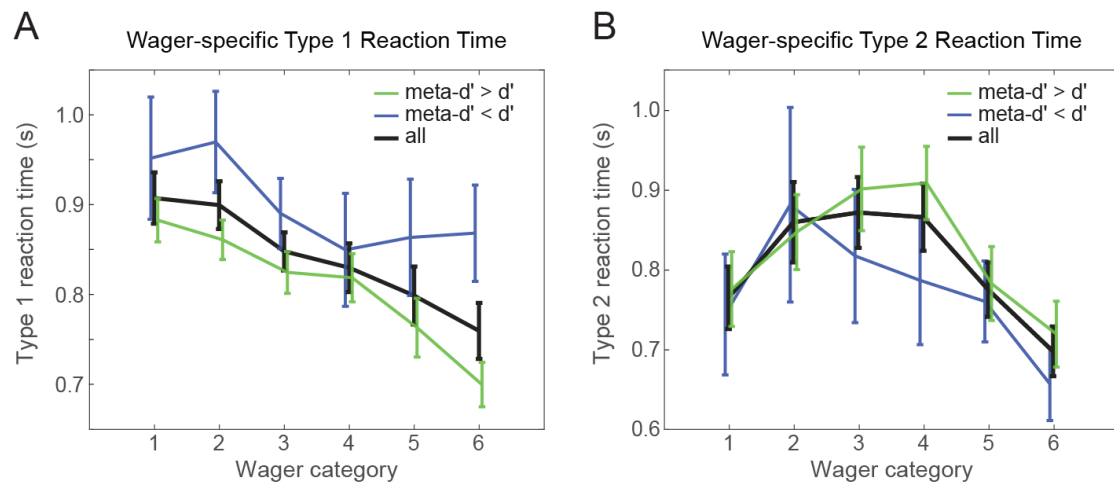 A
Wager-specific Type 1 Reaction Time
meta-d' > d'
meta-d' < d'
all
Type 1 reaction time (s)
1.0
0.9
0.8
0.7
1 2 3 4 5 6
Wager category
B
Wager-specific Type 2 Reaction Time
meta-d' > d'
meta-d' < d'
all
Type 2 reaction time (s)
1.0
0.9
0.8
0.7
0.6
1 2 3 4 5 6
Wager category